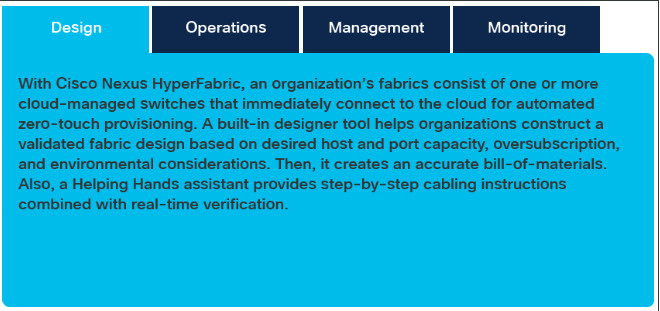 Design
Operations
Management
Monitoring
With Cisco Nexus HyperFabric, an organization's fabrics consist of one or more
cloud-managed switches that immediately connect to the cloud for automated
zero-touch provisioning. A built-in designer tool helps organizations construct a
validated fabric design based on desired host and port capacity, oversubscription,
and environmental considerations. Then, it creates an accurate bill-of-materials.
Also, a Helping Hands assistant provides step-by-step cabling instructions
combined with real-time verification.